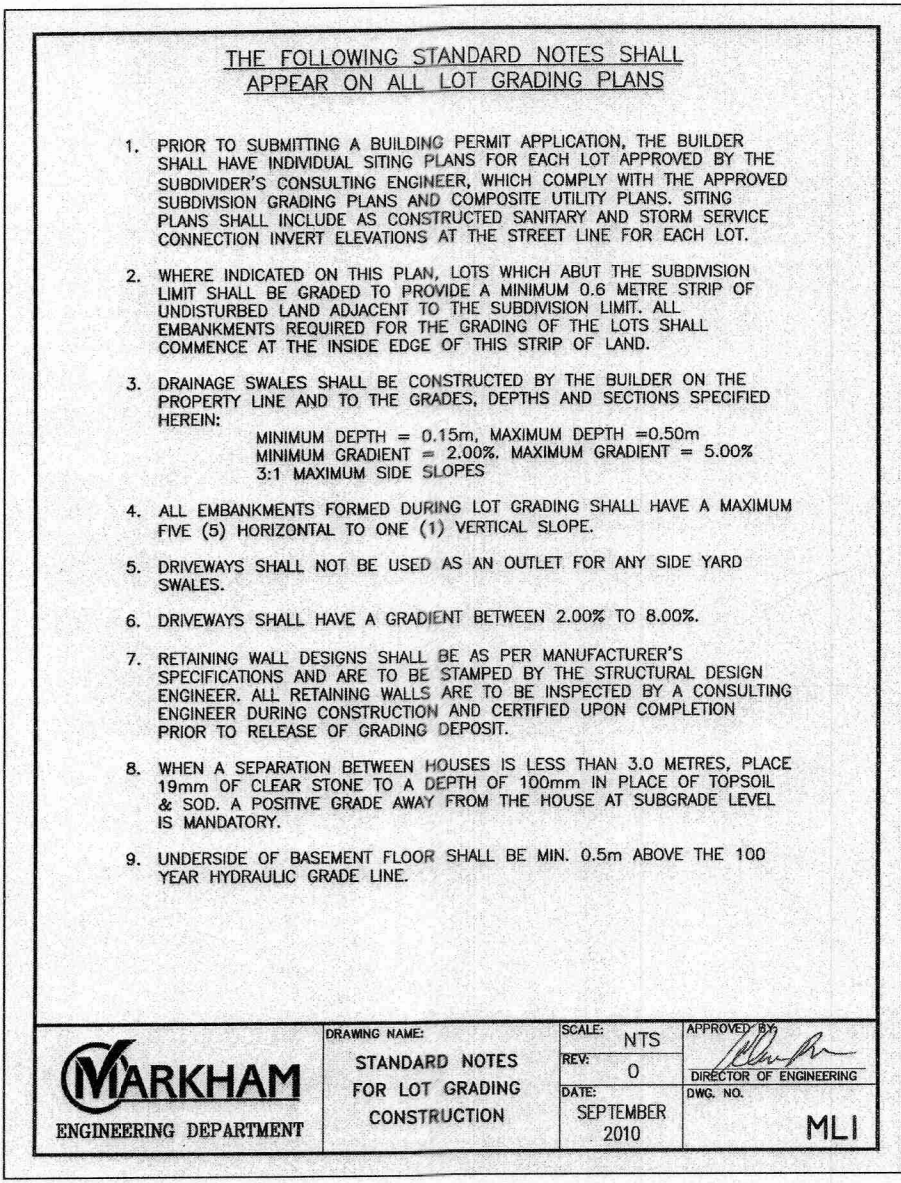 THE FOLLOWING STANDARD NOTES SHALL
APPEAR ON ALL LOT GRADING PLANS
1. PRIOR TO SUBMITTING A BUILDING PERMIT APPLICATION, THE BUILDER
SHALL HAVE INDIVIDUAL SITING PLANS FOR EACH LOT APPROVED BY THE
SUBDIVIDER'S CONSULTING ENGINEER, WHICH COMPLY WITH THE APPROVED
SUBDIVISION GRADING PLANS AND COMPOSITE UTILITY PLANS. SITING
PLANS SHALL INCLUDE AS CONSTRUCTED SANITARY AND STORM SERVICE
CONNECTION INVERT ELEVATIONS AT THE STREET LINE FOR EACH LOT.
2. WHERE INDICATED ON THIS PLAN, LOTS WHICH ABUT THE SUBDIVISION
LIMIT SHALL BE GRADED TO PROVIDE A MINIMUM 0.6 METRE STRIP OF
UNDISTURBED LAND ADJACENT TO THE SUBDIVISION LIMIT. ALL
EMBANKMENTS REQUIRED FOR THE GRADING OF THE LOTS SHALL
COMMENCE AT THE INSIDE EDGE OF THIS STRIP OF LAND.
3. DRAINAGE SWALES SHALL BE CONSTRUCTED BY THE BUILDER ON THE
PROPERTY LINE AND TO THE GRADES, DEPTHS AND SECTIONS SPECIFIED
HEREIN:
MINIMUM DEPTH = 0.15m, MAXIMUM DEPTH =0.50m
MINIMUM GRADIENT = 2.00%. MAXIMUM GRADIENT = 5.00%
3:1 MAXIMUM SIDE SLOPES
4. ALL EMBANKMENTS FORMED DURING LOT GRADING SHALL HAVE A MAXIMUM
FIVE (5) HORIZONTAL TO ONE (1) VERTICAL SLOPE.
5. DRIVEWAYS SHALL NOT BE USED AS AN OUTLET FOR ANY SIDE YARD
SWALES.
6. DRIVEWAYS SHALL HAVE A GRADIENT BETWEEN 2.00% TO 8.00%.
7. RETAINING WALL DESIGNS SHALL BE AS PER MANUFACTURER'S
SPECIFICATIONS AND ARE TO BE STAMPED BY THE STRUCTURAL DESIGN
ENGINEER. ALL RETAINING WALLS ARE TO BE INSPECTED BY A CONSULTING
ENGINEER DURING CONSTRUCTION AND CERTIFIED UPON COMPLETION
PRIOR TO RELEASE OF GRADING DEPOSIT.
8. WHEN A SEPARATION BETWEEN HOUSES IS LESS THAN 3.0 METRES, PLACE
19mm OF CLEAR STONE TO A DEPTH OF 100mm IN PLACE OF TOPSOIL
& SOD. A POSITIVE GRADE AWAY FROM THE HOUSE AT SUBGRADE LEVEL
IS MANDATORY.
9. UNDERSIDE OF BASEMENT FLOOR SHALL BE MIN. 0.5m ABOVE THE 100
YEAR HYDRAULIC GRADE LINE.
MARKHAM
ENGINEERING DEPARTMENT
DRAWING NAME:
STANDARD NOTES
FOR LOT GRADING
CONSTRUCTION
SCALE: NTS
REV: 0
DATE:
SEPTEMBER
2010
APPROVED BY:
DIRECTOR OF ENGINEERING
DWG. NO.
ML1